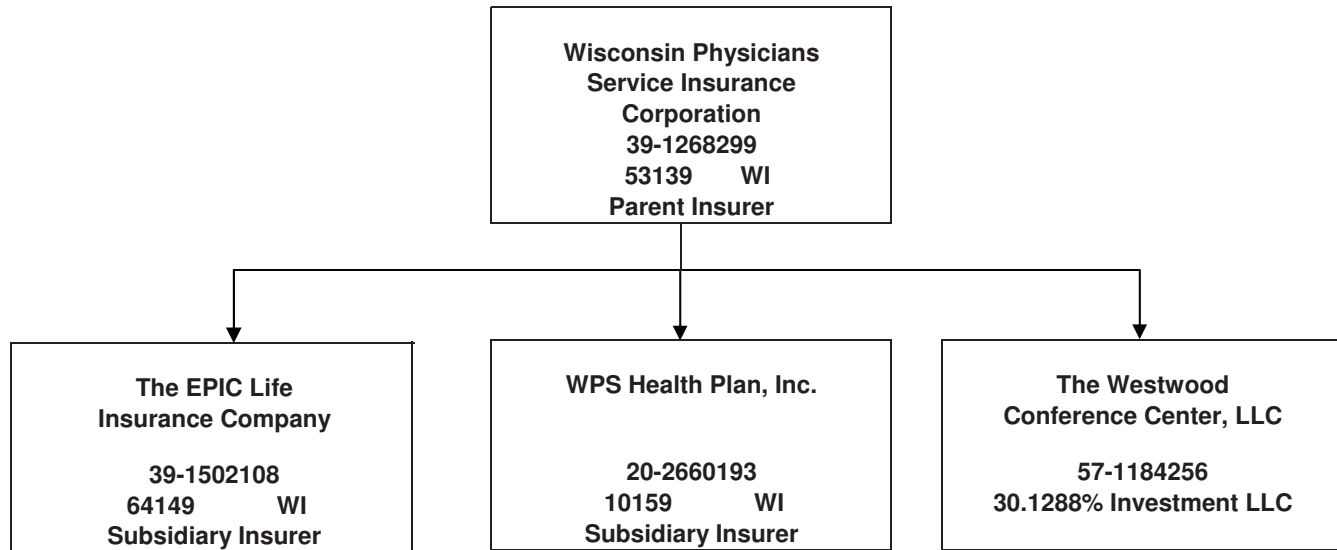 Wisconsin Physicians
Service Insurance
Corporation
39-1268299
53139 WI
Parent Insurer
The EPIC Life
Insurance Company
39-1502108
64149 WI
Subsidiary Insurer
WPS Health Plan, Inc.
20-2660193
10159 WI
Subsidiary Insurer
The Westwood
Conference Center, LLC
57-1184256
30.1288% Investment LLC